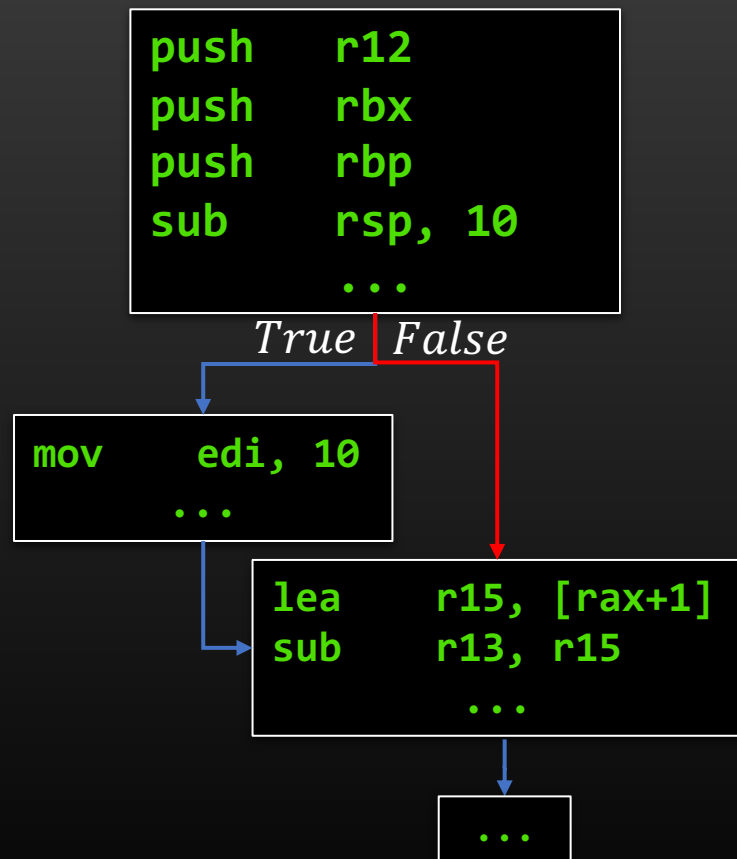 push r12
push rbx
push rbp
sub rsp, 10
...
True False
mov edi, 10
...
lea r15, [rax+1]
sub r13, r15
...
...